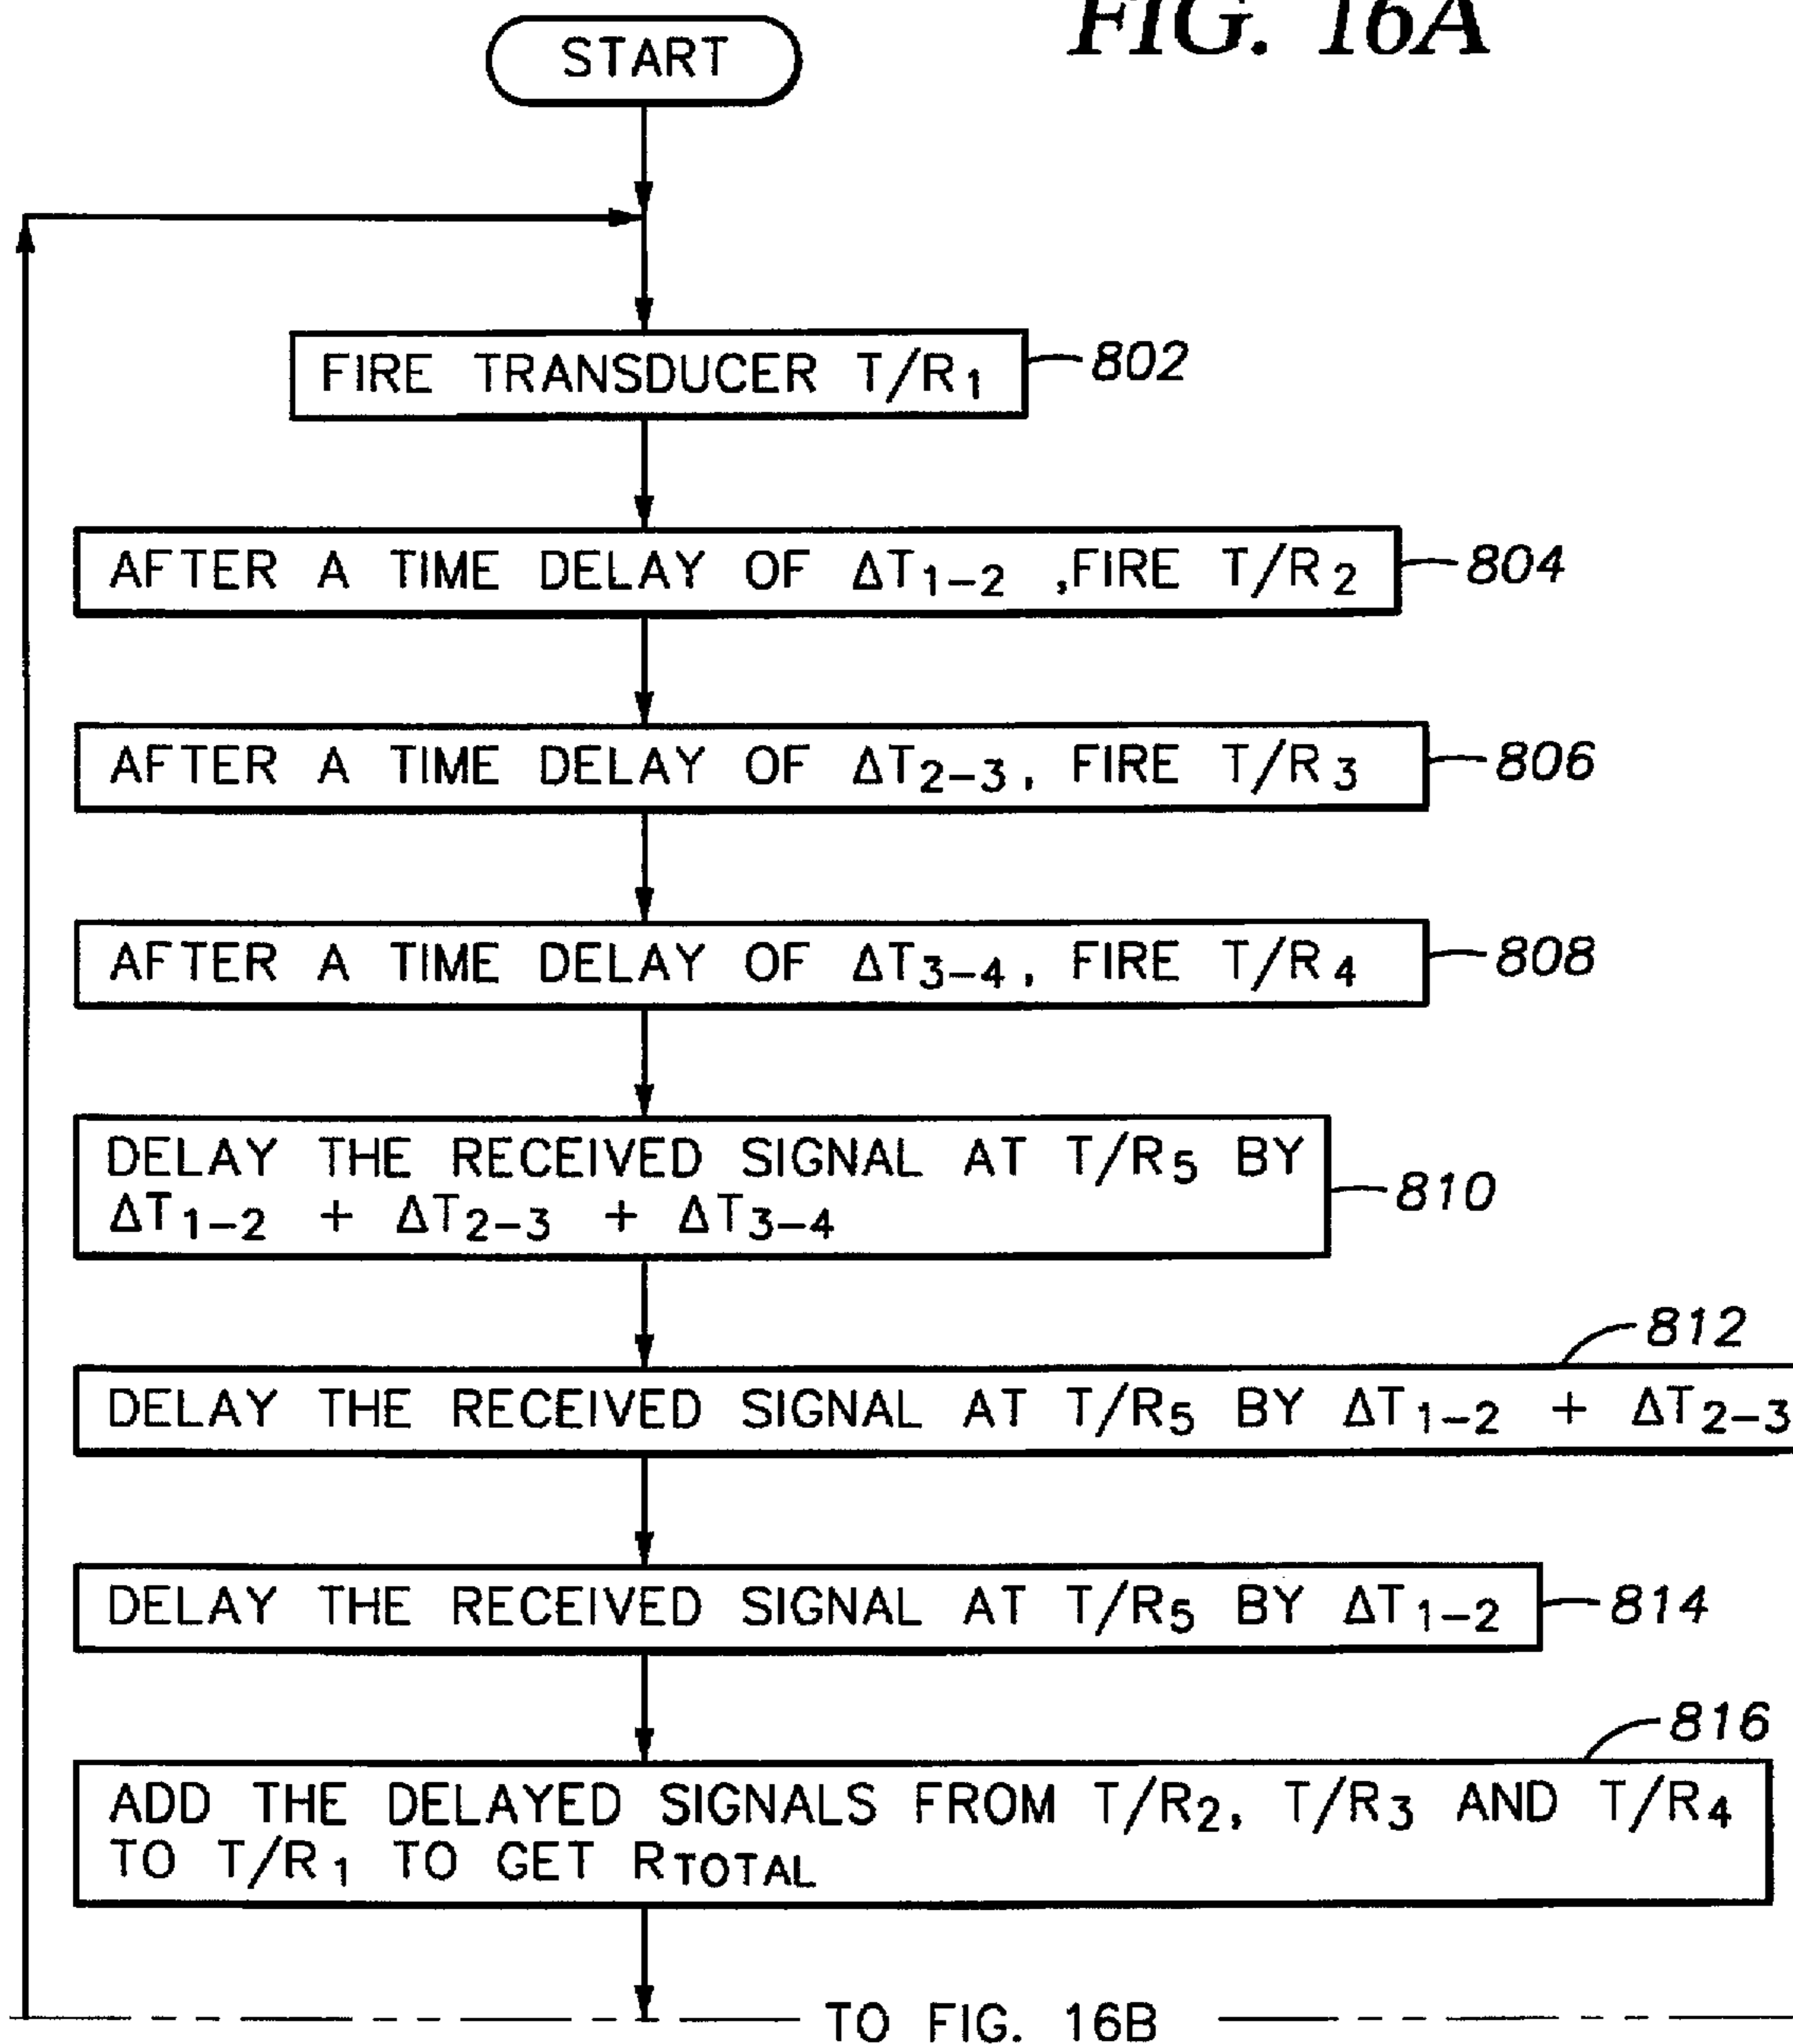 FIG. 16A
START
FIRE TRANSDUCER T/R1
802
AFTER A TIME DELAY OF ΔT1-2 ,FIRE T/R2
804
AFTER A TIME DELAY OF ΔT2-3, FIRE T/R3
806
AFTER A TIME DELAY OF ΔT3-4, FIRE T/R4
808
DELAY THE RECEIVED SIGNAL AT T/R5 BY
ΔT1-2 + ΔT2-3 + ΔT3-4
810
812
DELAY THE RECEIVED SIGNAL AT T/R5 BY ΔT1-2 + ΔT2-3
DELAY THE RECEIVED SIGNAL AT T/R5 BY ΔT1-2
814
816
ADD THE DELAYED SIGNALS FROM T/R2, T/R3 AND T/R4
TO T/R1 TO GET RTOTAL
TO FIG. 16B